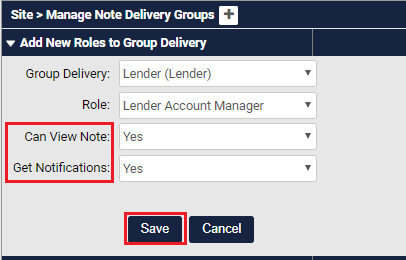 Site > Manage Note Delivery Groups +
Add New Roles to Group Delivery
Group Delivery: Lender (Lender)
Role: Lender Account Manager
Can View Note: Yes
Get Notifications: Yes
Save Cancel